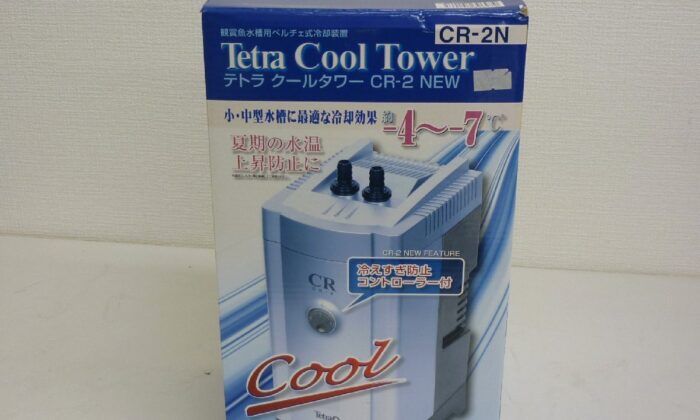 観賞魚水槽用ペルチェ式冷却装置
CR-2N
Tetra Cool Tower
テトラ クールタワー CR-2 NEW
小・中型水槽に最適な冷却効果 約-4～-7℃
夏期の水温
上昇防止に
CR-2 NEW FEATURE
冷えすぎ防止
コントローラー付
CR
Cool
Tetra